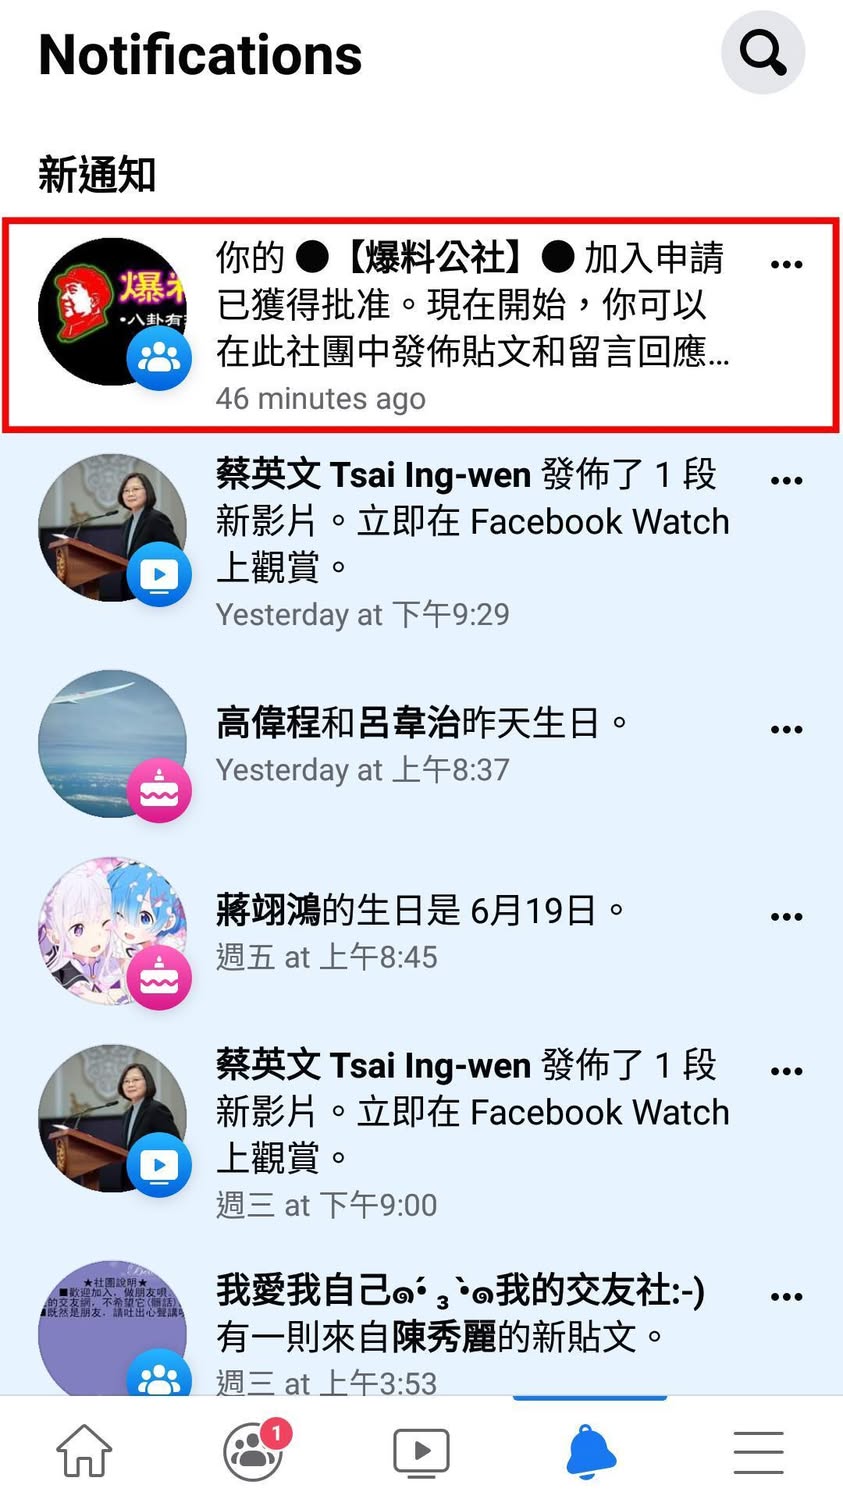 Notifications
新通知
爆料
•八卦有
你的 ●【爆料公社】● 加入申請
已獲得批准。現在開始，你可以
在此社團中發佈貼文和留言回應...
46 minutes ago
蔡英文 Tsai Ing-wen 發佈了 1 段
新影片。立即在 Facebook Watch
上觀賞。
Yesterday at 下午9:29
高偉程和呂韋治昨天生日。
Yesterday at 上午8:37
蔣翊鴻的生日是 6月19日。
週五 at 上午8:45
蔡英文 Tsai Ing-wen 發佈了 1 段
新影片。立即在 Facebook Watch
上觀賞。
週三 at 下午9:00
★社團說明★
■歡迎加入，做朋友唄
的交友網，不希望它(髒話)
■既然是朋友，請吐出心聲講
我愛我自己๑•́ ₃ •̀๑我的交友社:-)
有一則來自陳秀麗的新貼文。
週三 at 上午3:53
1